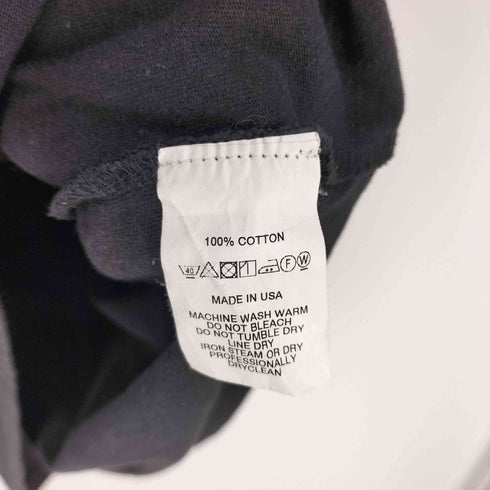 100% COTTON
40 F W
MADE IN USA
MACHINE WASH WARM
DO NOT BLEACH
DO NOT TUMBLE DRY
LINE DRY
IRON STEAM OR DRY
PROFESSIONALLY
DRYCLEAN